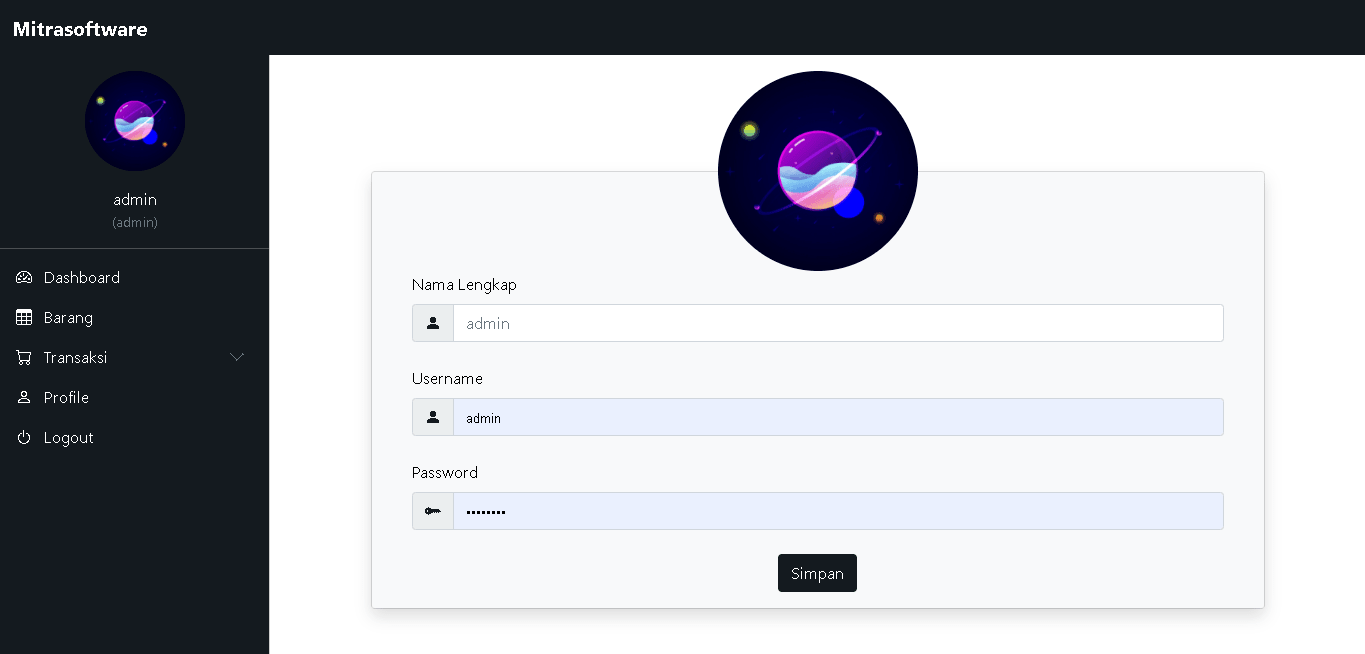 Mitrasoftware
admin
(admin)
Dashboard
Barang
Transaksi
Profile
Logout
Nama Lengkap
admin
Username
admin
Password
••••••••
Simpan